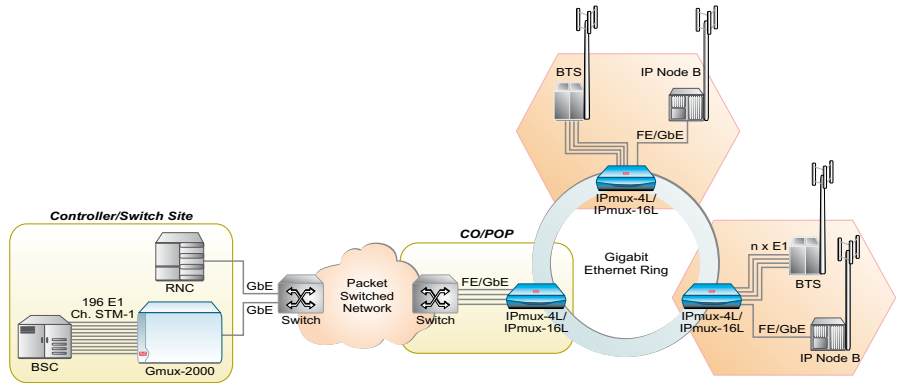 BTS
IP Node B
FE/GbE
IPmux-4L/
IPmux-16L
Controller/Switch Site
RNC
196 E1
Ch. STM-1
BSC
Gmux-2000
GbE
GbE
Switch
Packet
Switched
Network
CO/POP
Switch
FE/GbE
IPmux-4L/
IPmux-16L
Gigabit
Ethernet Ring
n x E1
BTS
IPmux-4L/
IPmux-16L
FE/GbE
IP Node B